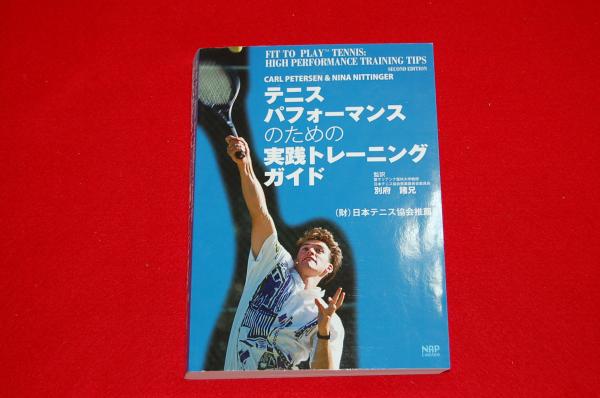 FIT TO PLAY™ TENNIS:
HIGH PERFORMANCE TRAINING TIPS
SECOND EDITION
CARL PETERSEN & NINA NITTINGER
テニス
パフォーマンス
のための
実践トレーニング
ガイド
監訳
別府 諸兄
(財)日本テニス協会推薦
NAP